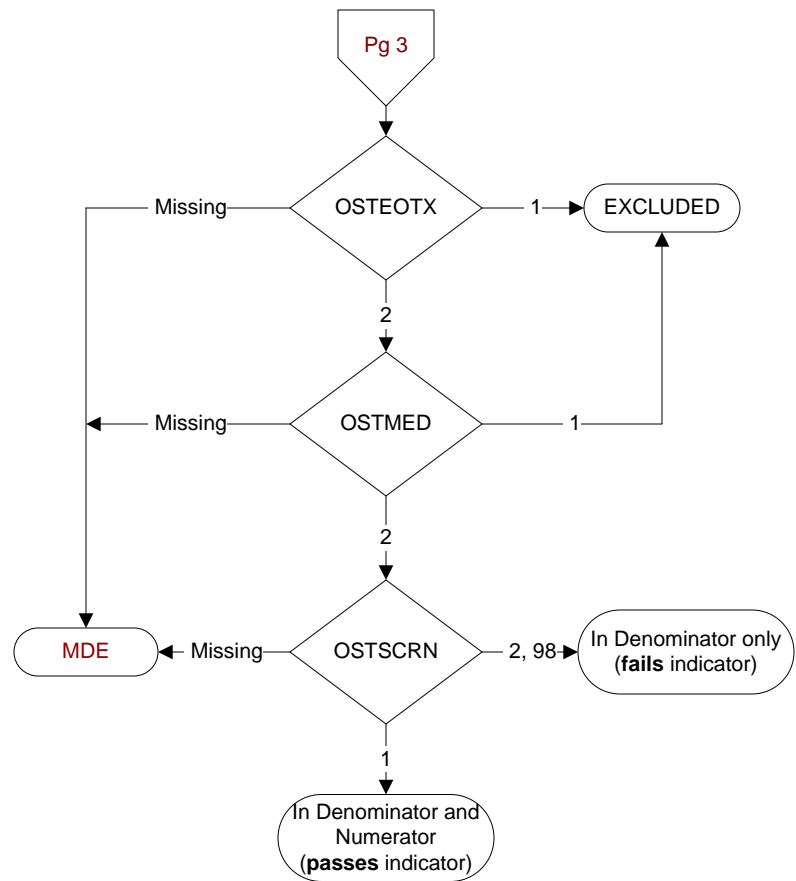 Pg 3
Missing
OSTEOTX
1
EXCLUDED
2
Missing
OSTMED
1
2
MDE
Missing
OSTSCRN
2, 98
In Denominator only
(fails indicator)
1
In Denominator and
Numerator
(passes indicator)